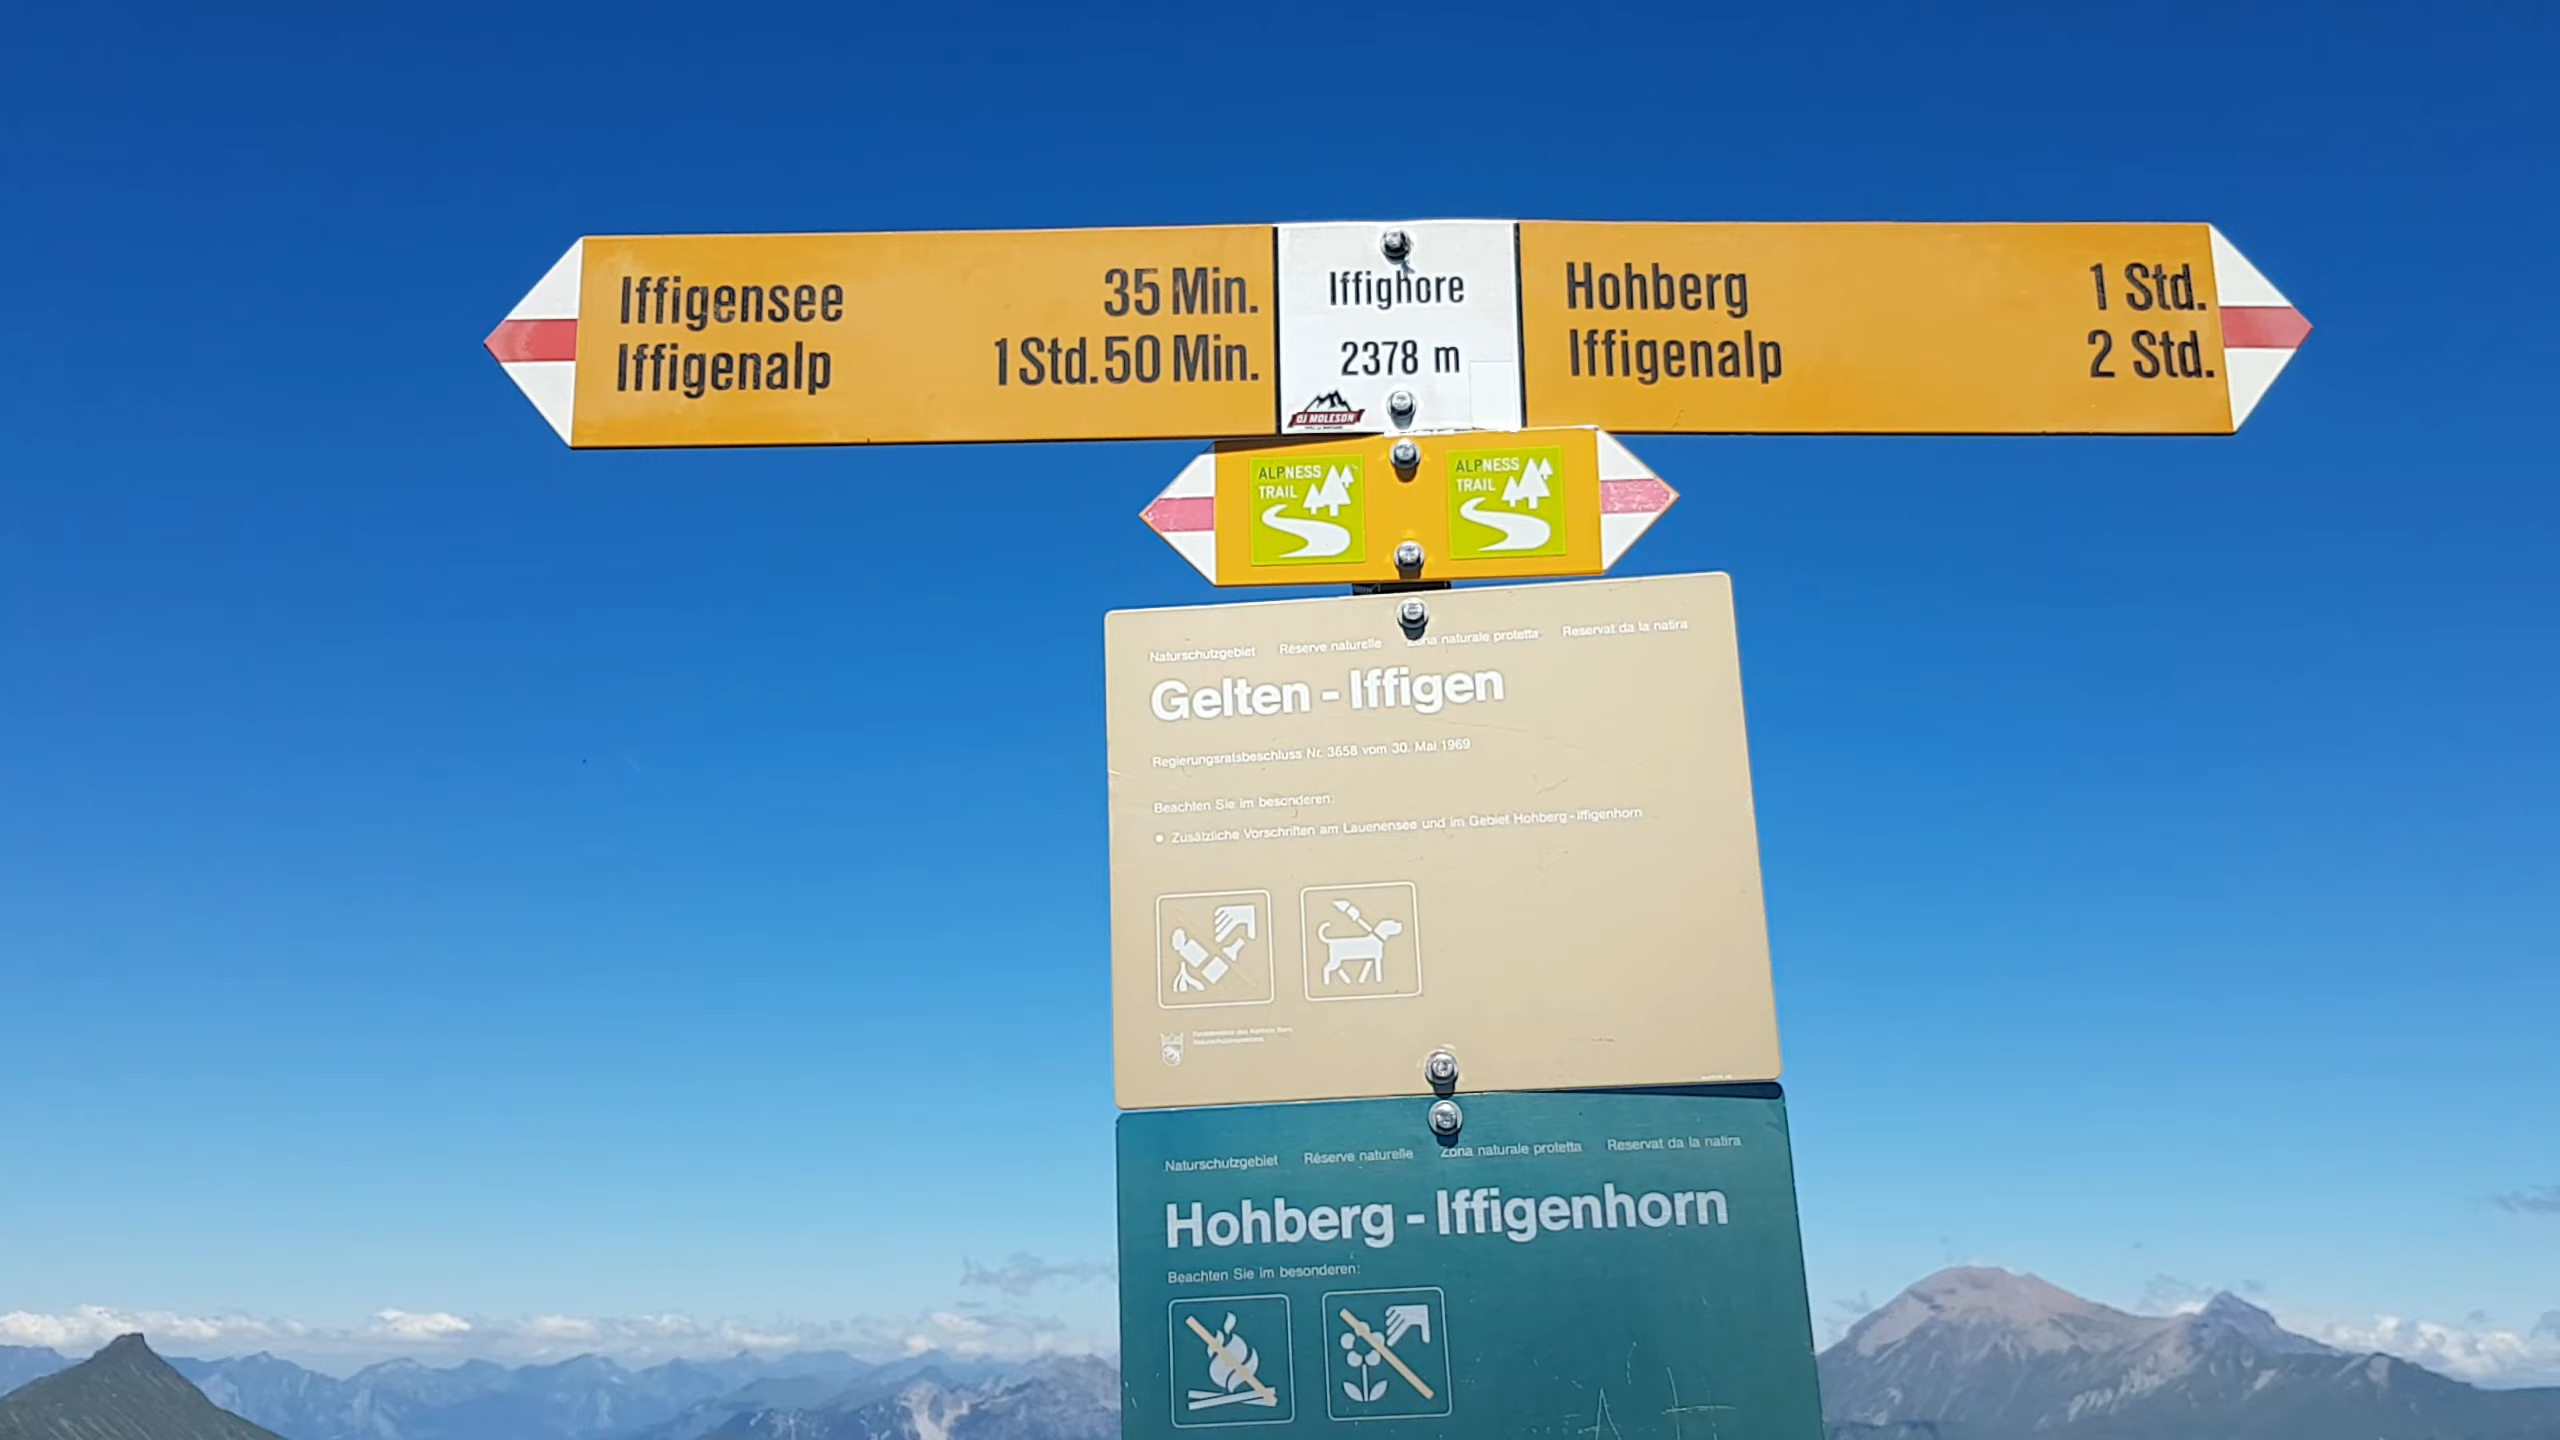 Iffigensee 35 Min.
Iffigenalp 1 Std. 50 Min.
Iffighore
2378 m
DJ MOLESON
Hohberg 1 Std.
Iffigenalp 2 Std.
ALPNESS
TRAIL
ALPNESS
TRAIL
Naturschutzgebiet Réserve naturelle Zona naturale protetta Reservat da la natira
Gelten - Iffigen
Regierungsratsbeschluss Nr. 3658 vom 30. Mai 1969
Beachten Sie im besonderen:
• Zusätzliche Vorschriften am Lauenensee und im Gebiet Hohberg - Iffigenhorn
Naturschutzgebiet Réserve naturelle Zona naturale protetta Reservat da la natira
Hohberg - Iffigenhorn
Beachten Sie im besonderen: